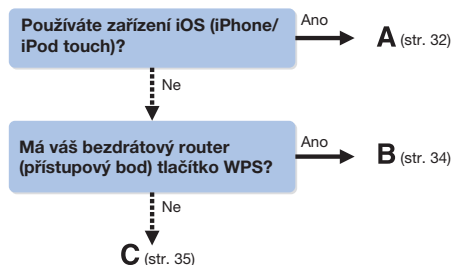 Používáte zařízení iOS (iPhone/
iPod touch)?
Ano
A (str. 32)
Ne
Má váš bezdrátový router
(přístupový bod) tlačítko WPS?
Ano
B (str. 34)
Ne
C (str. 35)